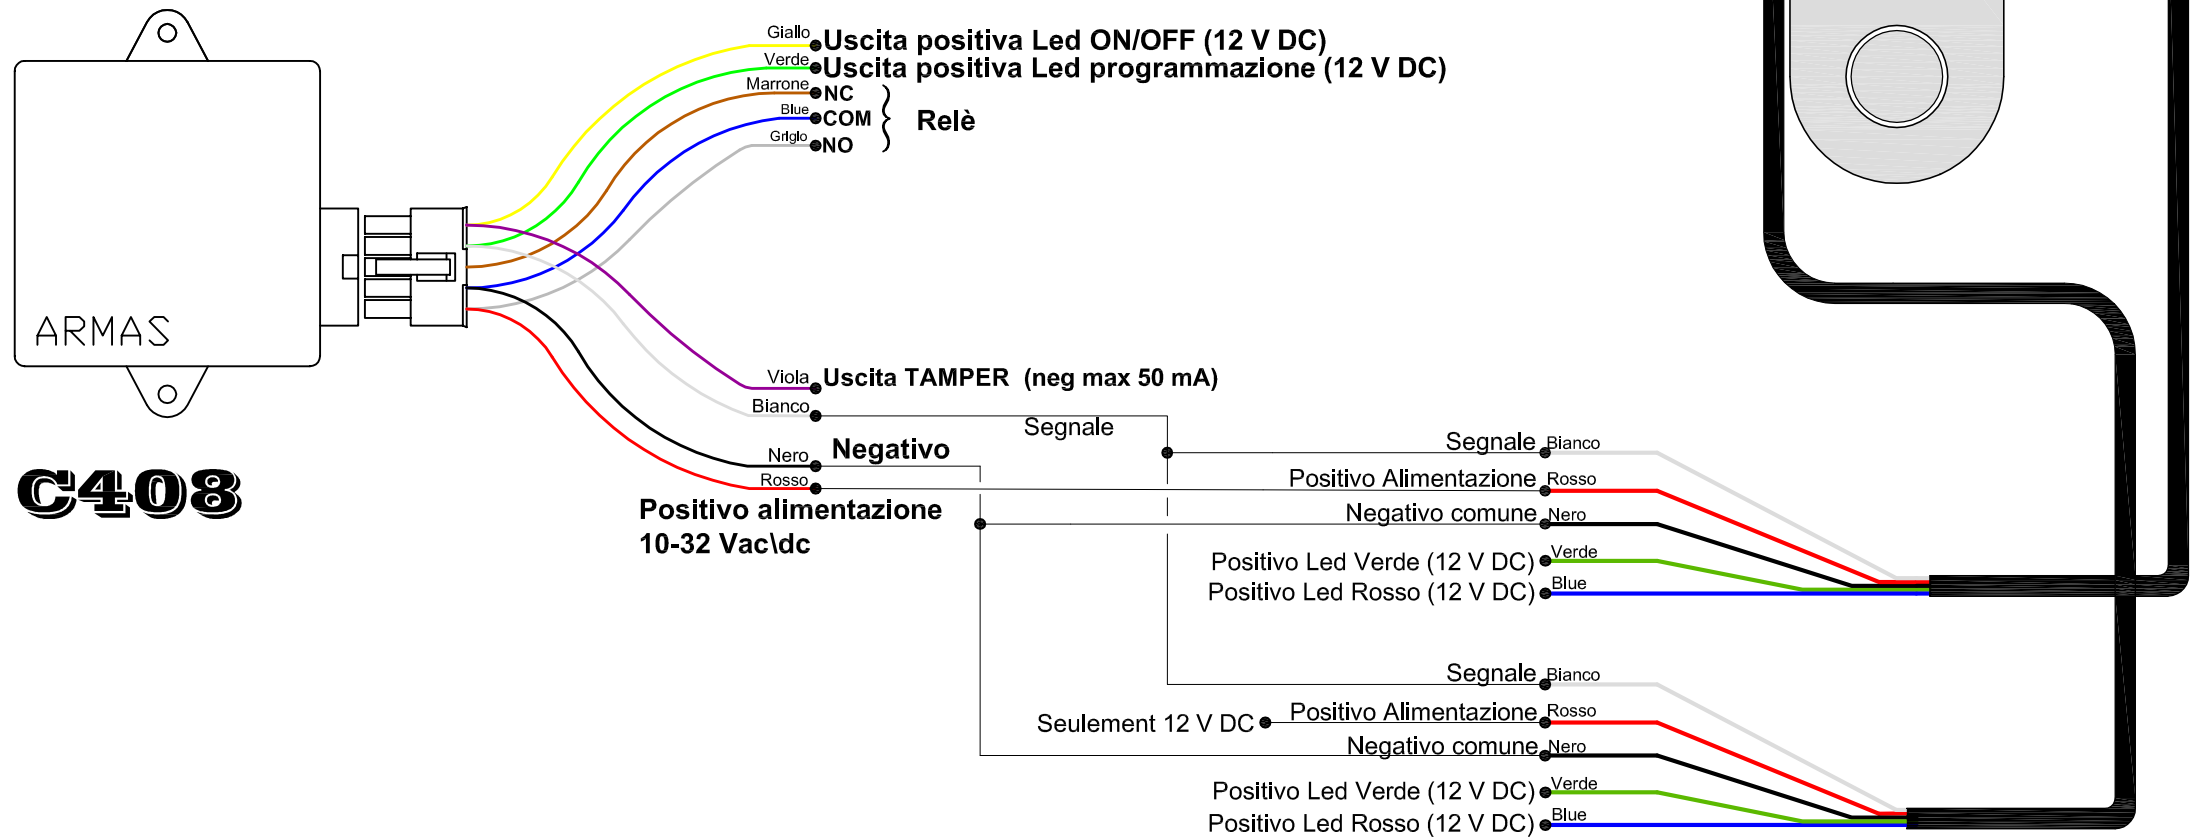 Giallo Uscita positiva Led ON/OFF (12 V DC)
Verde Uscita positiva Led programmazione (12 V DC)
Marrone NC
Blue COM
Relè
Grigio NO
ARMAS
C408
Viola Uscita TAMPER (neg max 50 mA)
Bianco
Segnale
Nero Negativo
Rosso
Positivo alimentazione
10-32 Vac\dc
Segnale Bianco
Positivo Alimentazione Rosso
Negativo comune Nero
Positivo Led Verde (12 V DC) Verde
Positivo Led Rosso (12 V DC) Blue
Segnale Bianco
Seulement 12 V DC Positivo Alimentazione Rosso
Negativo comune Nero
Positivo Led Verde (12 V DC) Verde
Positivo Led Rosso (12 V DC) Blue